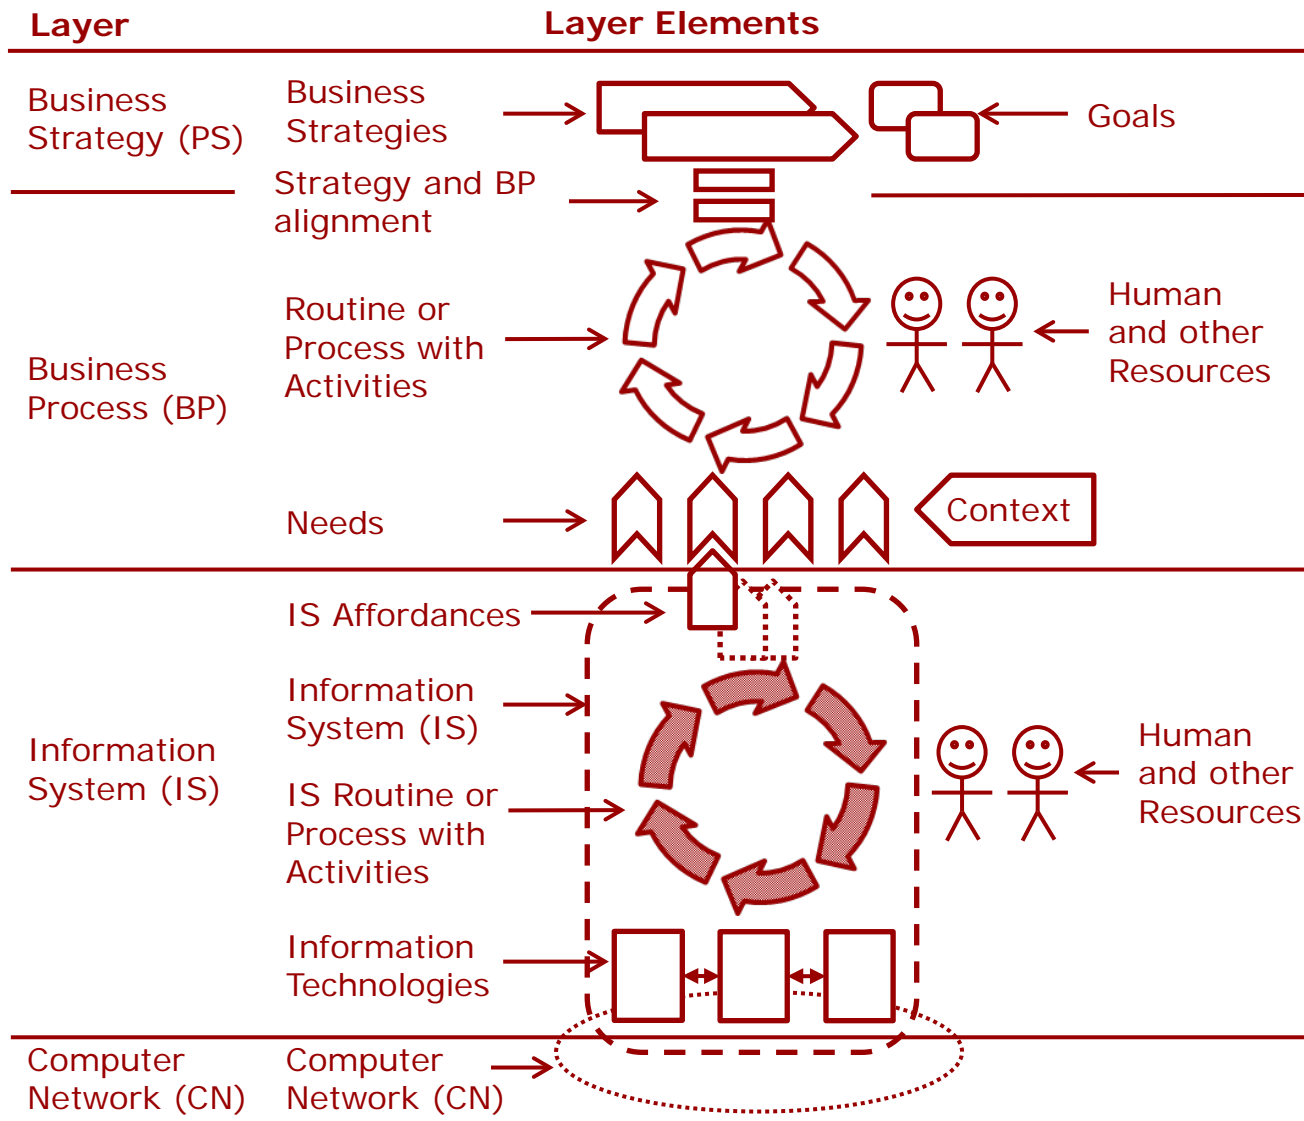 Layer
Layer Elements
Business
Strategy (PS)
Business
Strategies
Goals
Strategy and BP
alignment
Business
Process (BP)
Routine or
Process with
Activities
Human
and other
Resources
Needs
Context
IS Affordances
Information
System (IS)
Information
System (IS)
IS Routine or
Process with
Activities
Human
and other
Resources
Information
Technologies
Computer
Network (CN)
Computer
Network (CN)